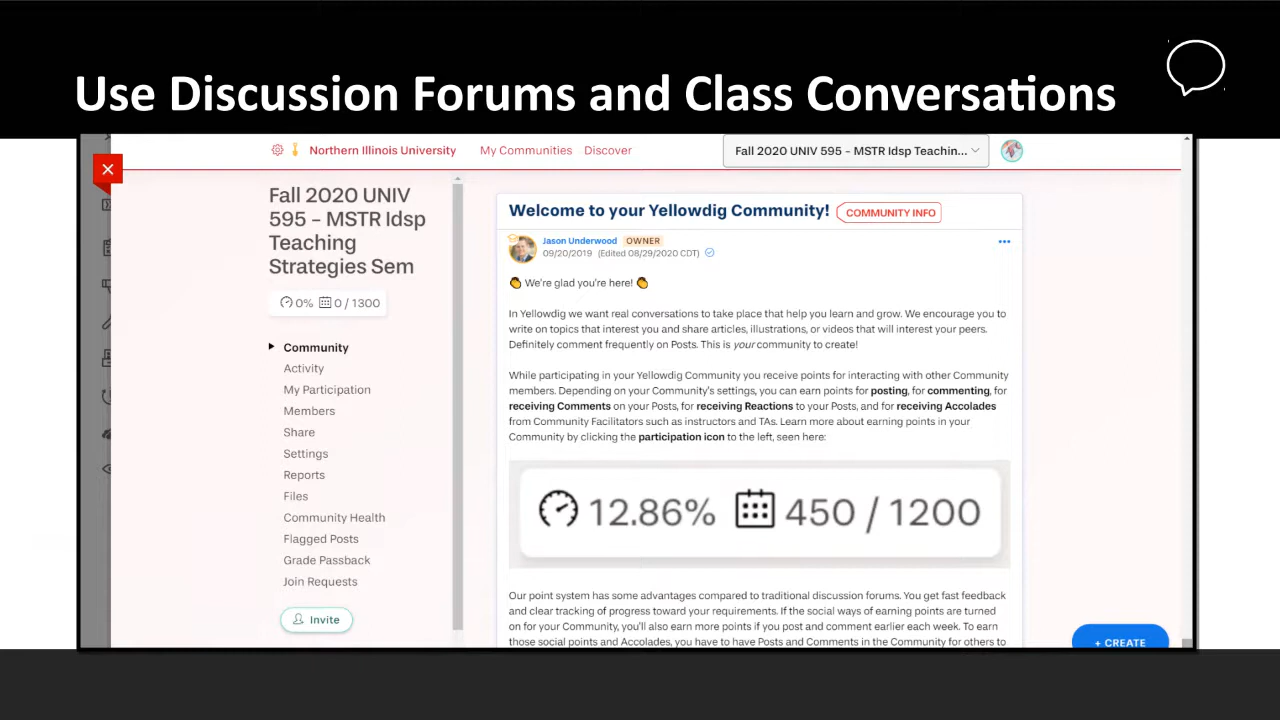 Use Discussion Forums and Class Conversations
Northern Illinois University My Communities Discover Fall 2020 UNIV 595 - MSTR Idsp Teachin...
Fall 2020 UNIV
595 - MSTR Idsp
Teaching
Strategies Sem
0% 0 / 1300
Community
Activity
My Participation
Members
Share
Settings
Reports
Files
Community Health
Flagged Posts
Grade Passback
Join Requests
Invite
Welcome to your Yellowdig Community! COMMUNITY INFO
Jason Underwood OWNER
09/20/2019 (Edited 08/29/2020 CDT)
👏 We're glad you're here! 👏
In Yellowdig we want real conversations to take place that help you learn and grow. We encourage you to
write on topics that interest you and share articles, illustrations, or videos that will interest your peers.
Definitely comment frequently on Posts. This is your community to create!
While participating in your Yellowdig Community you receive points for interacting with other Community
members. Depending on your Community's settings, you can earn points for posting, for commenting, for
receiving Comments on your Posts, for receiving Reactions to your Posts, and for receiving Accolades
from Community Facilitators such as instructors and TAs. Learn more about earning points in your
Community by clicking the participation icon to the left, seen here:
12.86% 450 / 1200
Our point system has some advantages compared to traditional discussion forums. You get fast feedback
and clear tracking of progress toward your requirements. If the social ways of earning points are turned
on for your Community, you'll also earn more points if you post and comment earlier each week. To earn
those social points and Accolades, you have to have Posts and Comments in the Community for others to
+ CREATE